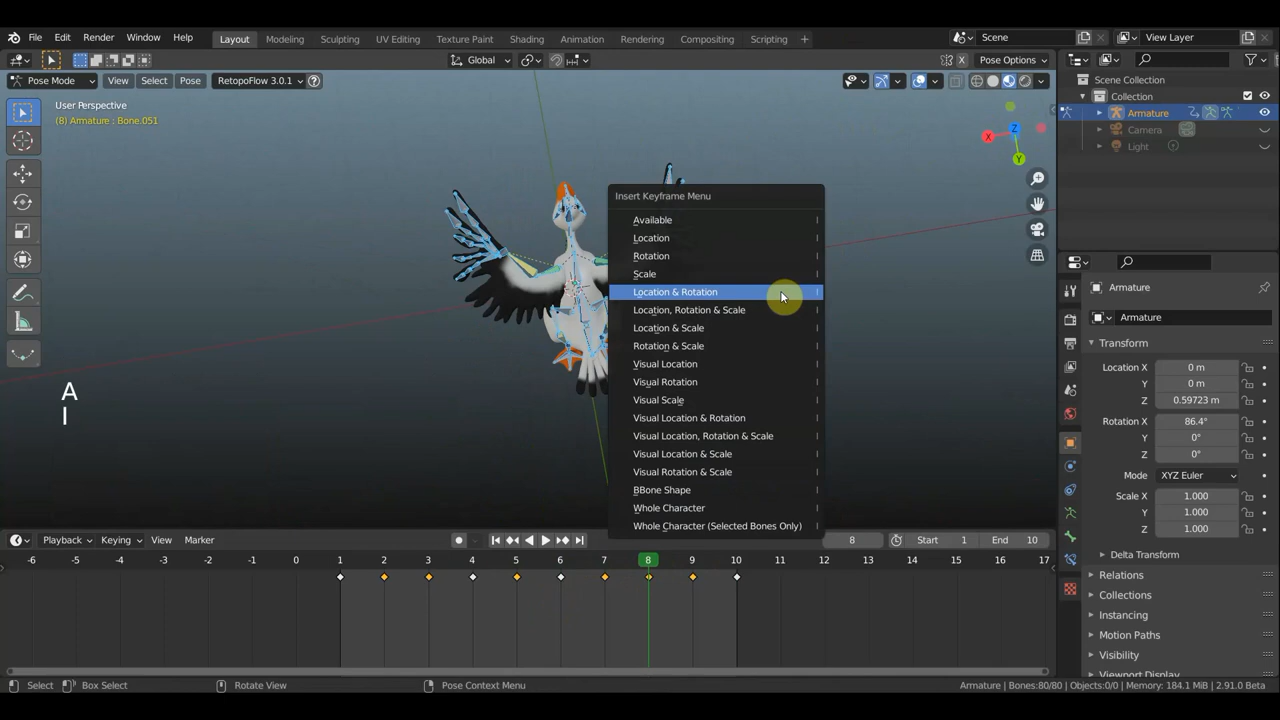 File Edit Render Window Help Layout Modeling Sculpting UV Editing Texture Paint Shading Animation Rendering Compositing Scripting + Scene View Layer
Global X Pose Options
Pose Mode View Select Pose RetopoFlow 3.0.1
User Perspective
(8) Armature : Bone.051
Scene Collection
Collection
Armature
Camera
Light
X Z Y
Insert Keyframe Menu
Available I
Location I
Rotation I
Scale I
Location & Rotation I
Location, Rotation & Scale I
Location & Scale I
Rotation & Scale I
Visual Location I
Visual Rotation I
Visual Scale I
Visual Location & Rotation I
Visual Location, Rotation & Scale I
Visual Location & Scale I
Visual Rotation & Scale I
BBone Shape I
Whole Character I
Whole Character (Selected Bones Only) I
A
I
Armature
Armature
Transform
Location X 0 m
Y 0 m
Z 0.59723 m
Rotation X 86.4°
Y 0°
Z 0°
Mode XYZ Euler
Scale X 1.000
Y 1.000
Z 1.000
Delta Transform
Relations
Collections
Instancing
Motion Paths
Visibility
Viewport Display
Playback Keying View Marker 8 Start 1 End 10
-6 -5 -4 -3 -2 -1 0 1 2 3 4 5 6 7 8 9 10 11 12 13 14 15 16 17
Select Box Select Rotate View Pose Context Menu Armature | Bones:80/80 | Objects:0/0 | Memory: 184.1 MiB | 2.91.0 Beta